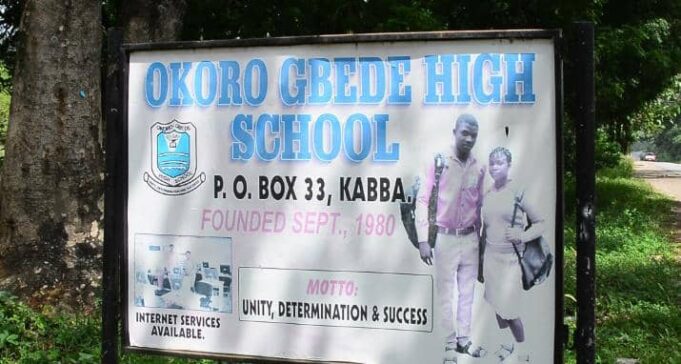 OKORO GBEDE HIGH
SCHOOL
P. O. BOX 33, KABBA.
FOUNDED SEPT., 1980
MOTTO:
UNITY, DETERMINATION & SUCCESS
INTERNET SERVICES
AVAILABLE.